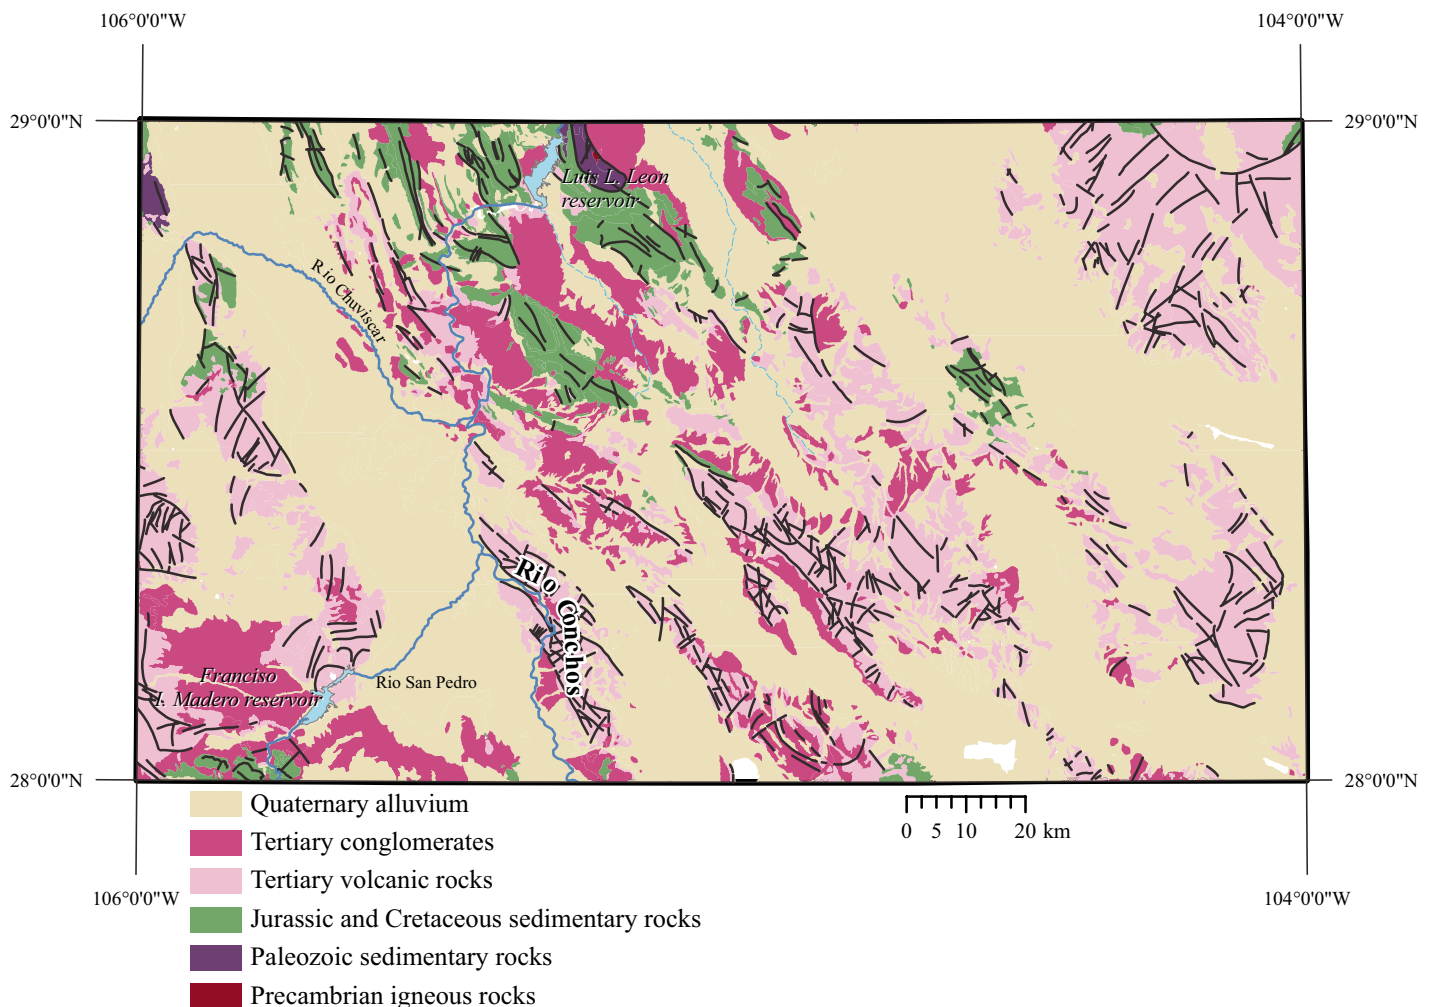 106°0'0"W
104°0'0"W
29°0'0"N
29°0'0"N
Luis L. Leon
reservoir
Rio Chuviscar
Rio Conchos
Franciso
I. Madero reservoir
Rio San Pedro
28°0'0"N
28°0'0"N
Quaternary alluvium
0 5 10 20 km
Tertiary conglomerates
Tertiary volcanic rocks
106°0'0"W
104°0'0"W
Jurassic and Cretaceous sedimentary rocks
Paleozoic sedimentary rocks
Precambrian igneous rocks